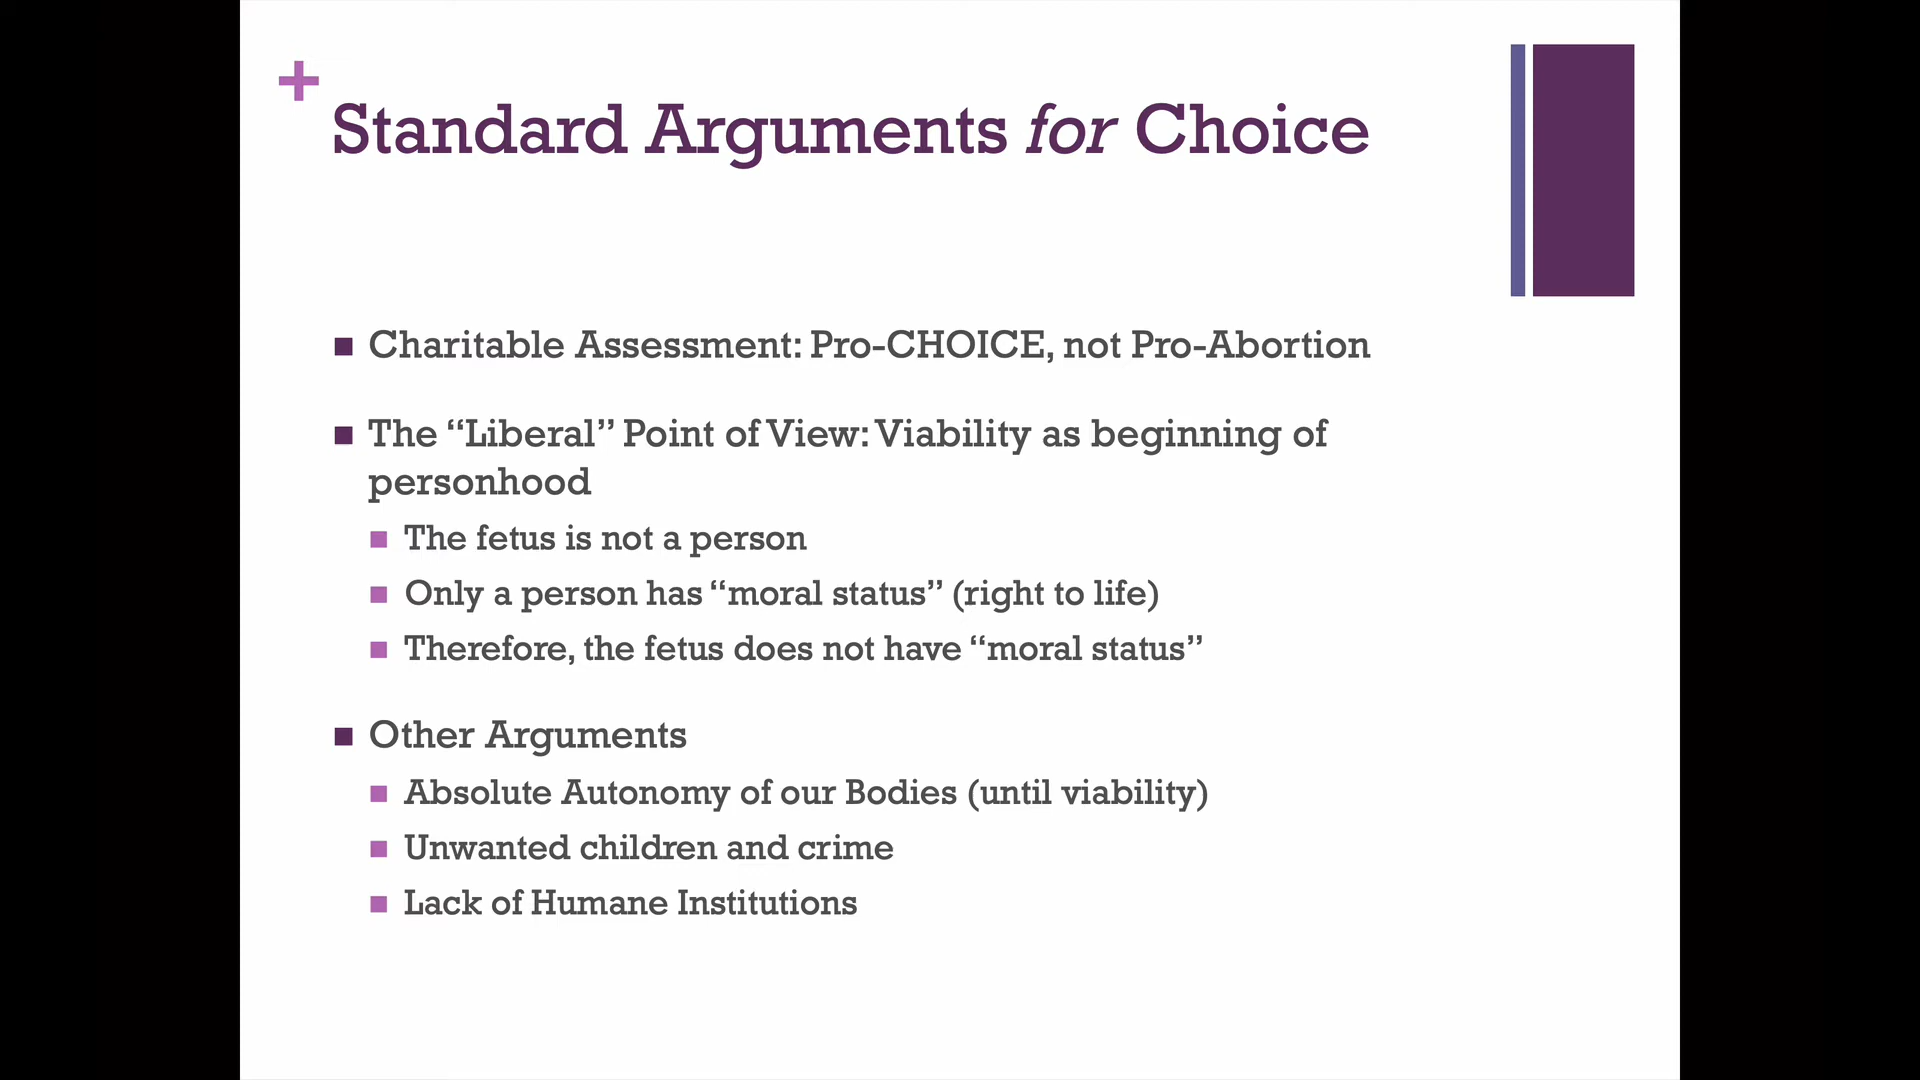 +
Standard Arguments for Choice
■ Charitable Assessment: Pro-CHOICE, not Pro-Abortion
■ The “Liberal” Point of View: Viability as beginning of
personhood
■ The fetus is not a person
■ Only a person has “moral status” (right to life)
■ Therefore, the fetus does not have “moral status”
■ Other Arguments
■ Absolute Autonomy of our Bodies (until viability)
■ Unwanted children and crime
■ Lack of Humane Institutions